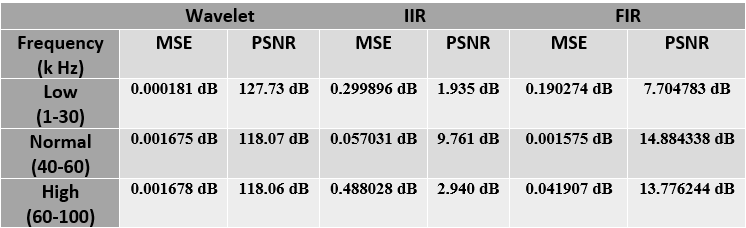 Wavelet IIR FIR
Frequency MSE PSNR MSE PSNR MSE PSNR
(k Hz)
Low 0.000181 dB 127.73 dB 0.299896 dB 1.935 dB 0.190274 dB 7.704783 dB
(1-30)
Normal 0.001675 dB 118.07 dB 0.057031 dB 9.761 dB 0.001575 dB 14.884338 dB
(40-60)
High 0.001678 dB 118.06 dB 0.488028 dB 2.940 dB 0.041907 dB 13.776244 dB
(60-100)